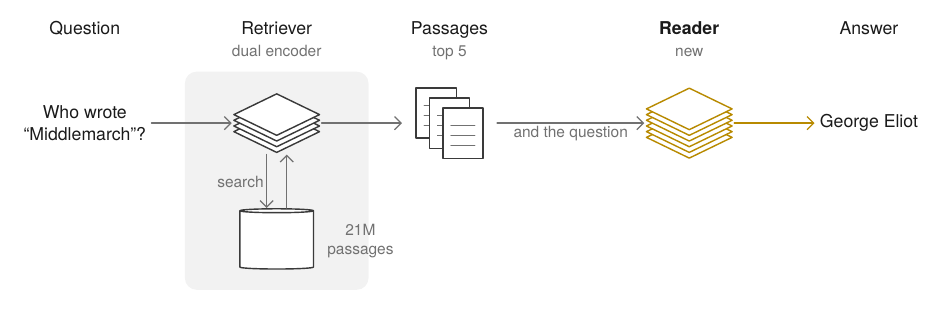 Question
Retriever
dual encoder
Passages
top 5
Reader
new
Answer
Who wrote
“Middlemarch”?
and the question
George Eliot
search
21M
passages